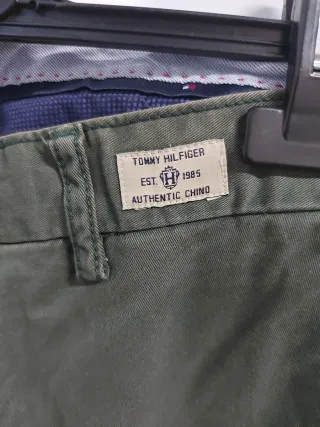 TOMMY HILFIGER
EST. H 1985
AUTHENTIC CHINO